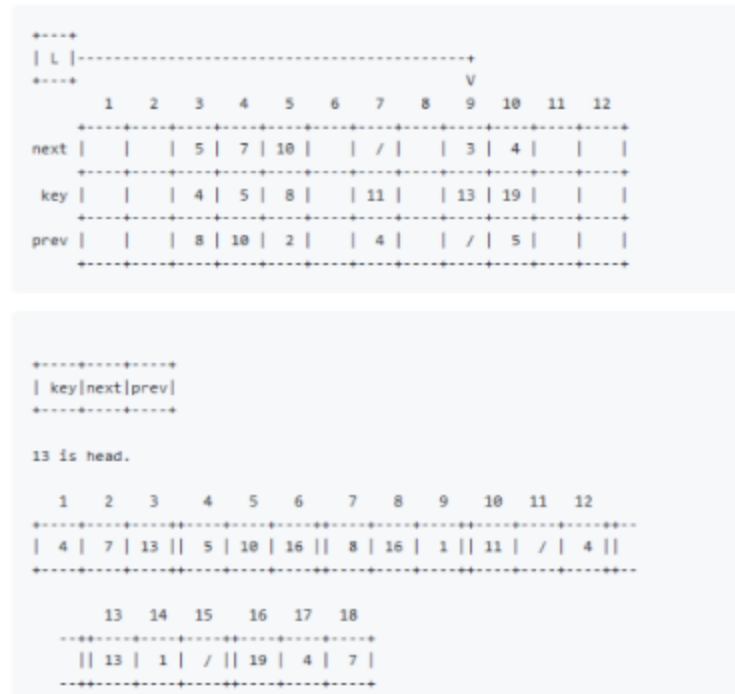 +---+
| L |-------------------------------------------+
+---+ V
1 2 3 4 5 6 7 8 9 10 11 12
+----+----+----+----+----+----+----+----+----+----+----+----+
next | | | 5 | 7 | 10 | | / | | 3 | 4 | | |
+----+----+----+----+----+----+----+----+----+----+----+----+
key | | | 4 | 5 | 8 | | 11 | | 13 | 19 | | |
+----+----+----+----+----+----+----+----+----+----+----+----+
prev | | | 8 | 10 | 2 | | 4 | | / | 5 | | |
+----+----+----+----+----+----+----+----+----+----+----+----+
+----+----+----+
| key|next|prev|
+----+----+----+
13 is head.
1 2 3 4 5 6 7 8 9 10 11 12
+----+----+----++----+----+----++----+----+----++----+----+----++--
| 4 | 7 | 13 || 5 | 10 | 16 || 8 | 16 | 1 || 11 | / | 4 ||
+----+----+----++----+----+----++----+----+----++----+----+----++--
13 14 15 16 17 18
--++----+----+----++----+----+----+
|| 13 | 1 | / || 19 | 4 | 7 |
--++----+----+----++----+----+----+